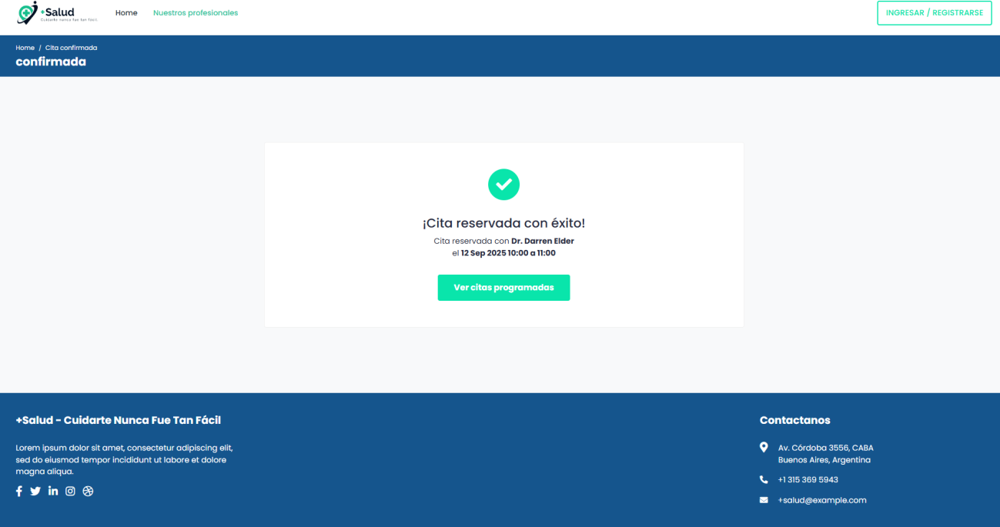 +Salud
Cuidarte nunca fue tan fácil.
Home
Nuestros profesionales
INGRESAR / REGISTRARSE
Home / Cita confirmada
confirmada
¡Cita reservada con éxito!
Cita reservada con Dr. Darren Elder
el 12 Sep 2025 10:00 a 11:00
Ver citas programadas
+Salud - Cuidarte Nunca Fue Tan Fácil
Lorem ipsum dolor sit amet, consectetur adipiscing elit,
sed do eiusmod tempor incididunt ut labore et dolore
magna aliqua.
Contactanos
Av. Córdoba 3556, CABA
Buenos Aires, Argentina
+1 315 369 5943
+salud@example.com